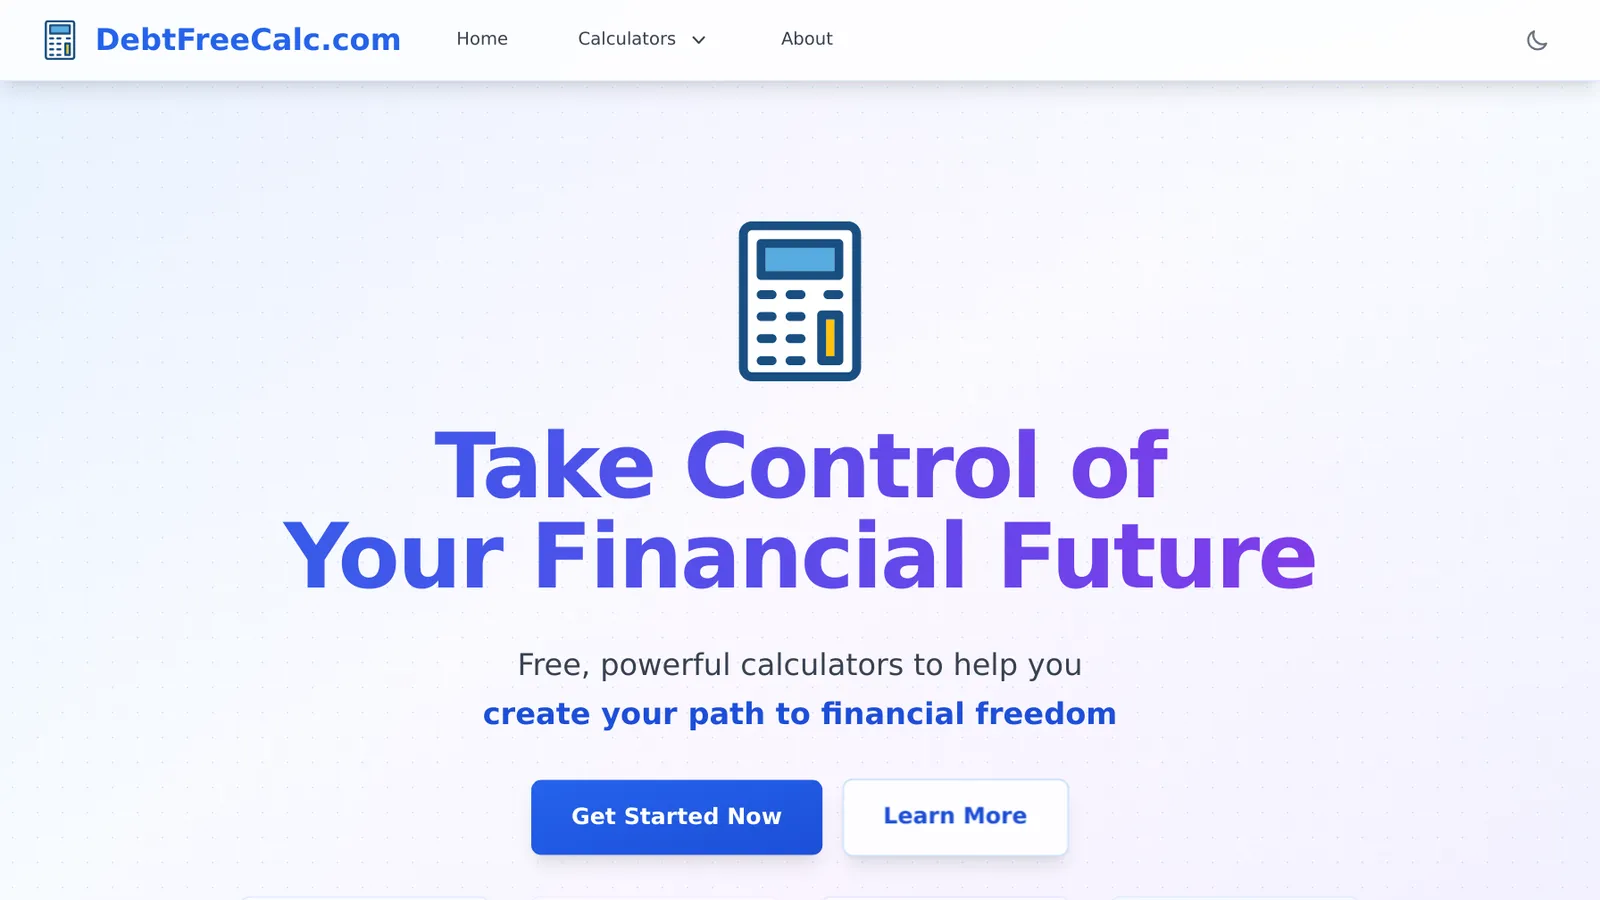 DebtFreeCalc.com
Home
Calculators
About
Take Control of
Your Financial Future
Free, powerful calculators to help you
create your path to financial freedom
Get Started Now
Learn More